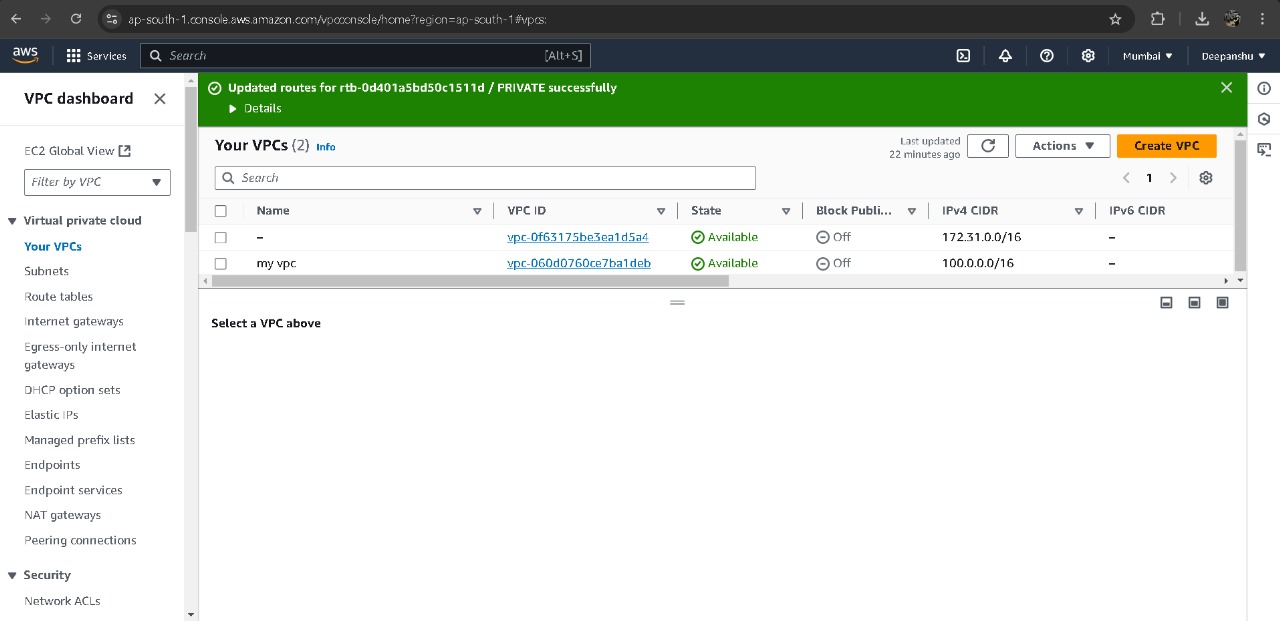 ap-south-1.console.aws.amazon.com/vpcconsole/home?region=ap-south-1#vpcs:
aws Services Search [Alt+S] Mumbai Deepanshu
VPC dashboard
EC2 Global View
Filter by VPC
Virtual private cloud
Your VPCs
Subnets
Route tables
Internet gateways
Egress-only internet
gateways
DHCP option sets
Elastic IPs
Managed prefix lists
Endpoints
Endpoint services
NAT gateways
Peering connections
Security
Network ACLs
Updated routes for rtb-0d401a5bd50c1511d / PRIVATE successfully
Details
Your VPCs (2) Info
Last updated
22 minutes ago
Actions
Create VPC
Search
1
Name VPC ID State Block Publi... IPv4 CIDR IPv6 CIDR
– vpc-0f63175be3ea1d5a4 Available Off 172.31.0.0/16 –
my vpc vpc-060d0760ce7ba1deb Available Off 100.0.0.0/16 –
Select a VPC above